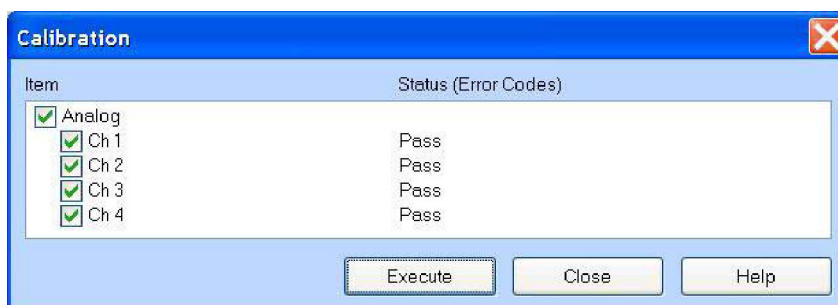 Calibration
Item Status (Error Codes)
Analog
Ch 1 Pass
Ch 2 Pass
Ch 3 Pass
Ch 4 Pass
Execute Close Help